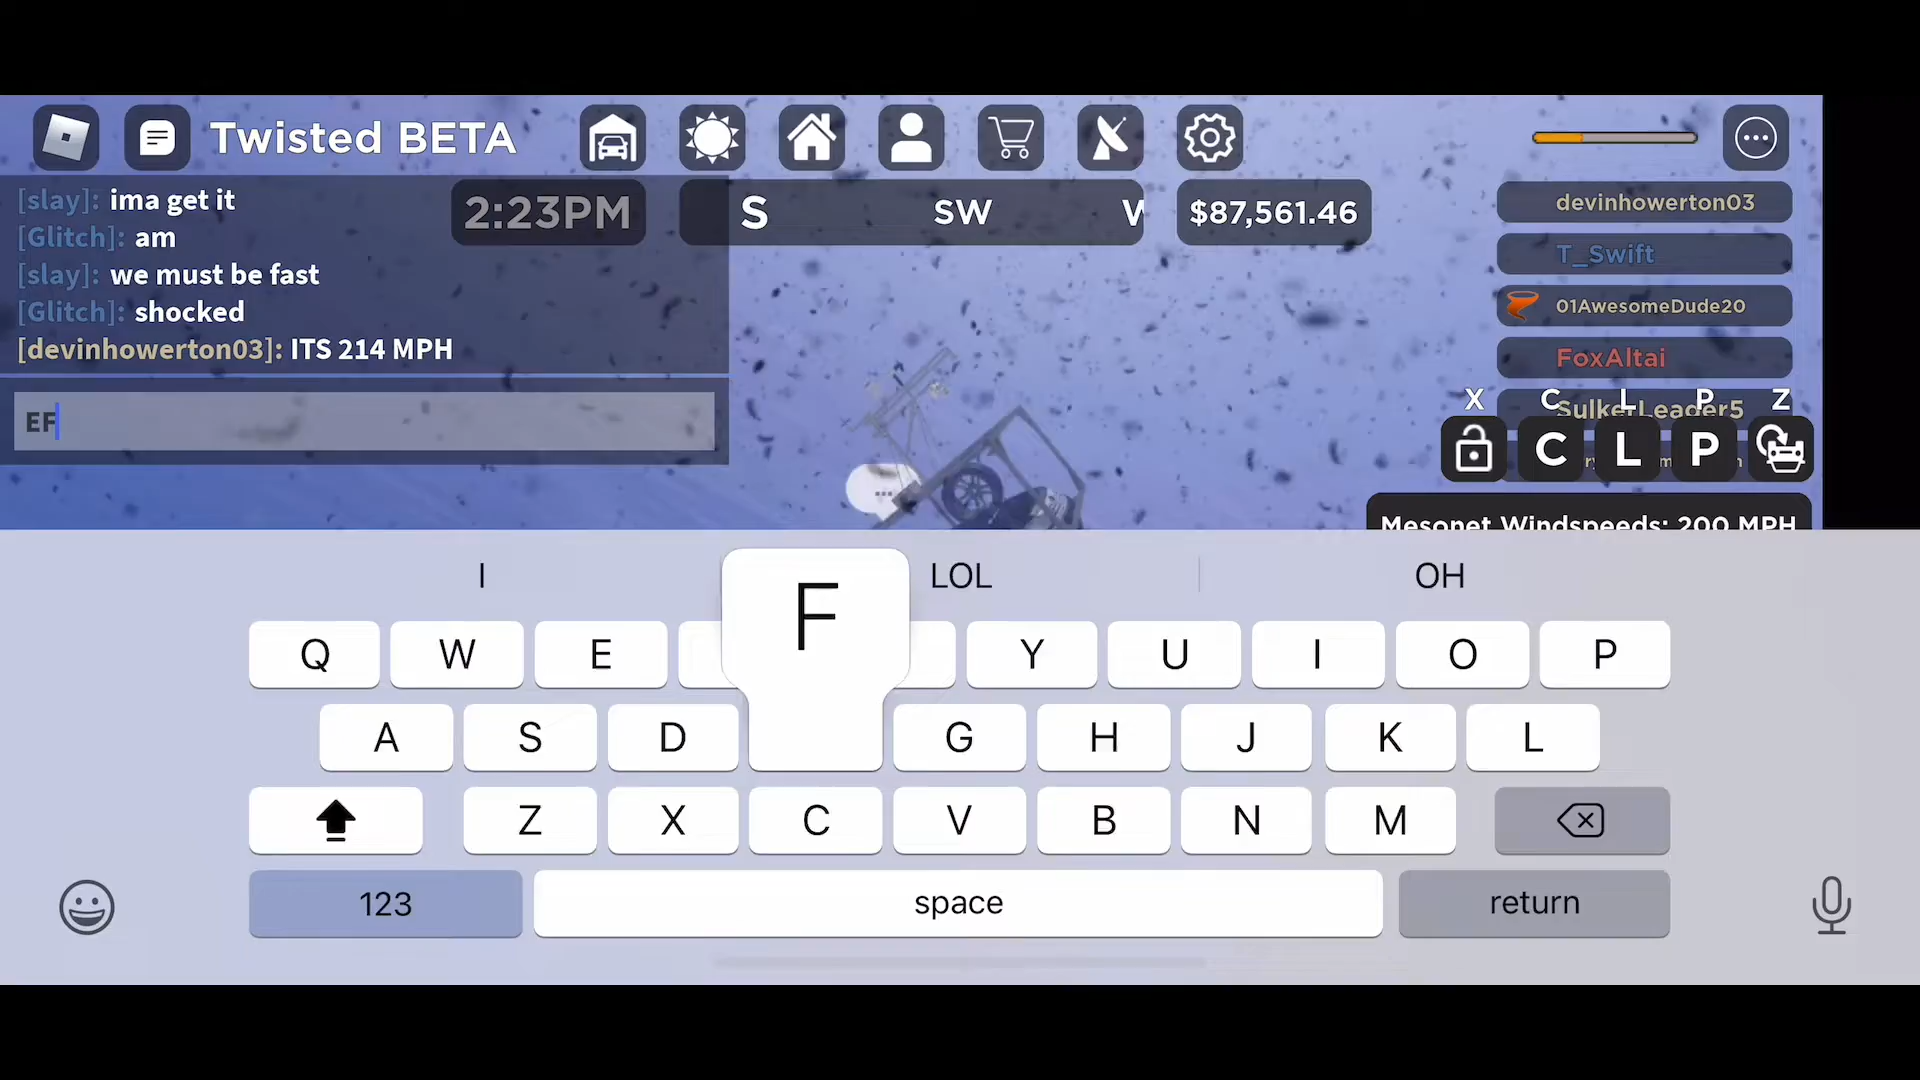 Twisted BETA
[slay]: ima get it
[Glitch]: am
[slay]: we must be fast
[Glitch]: shocked
[devinhowerton03]: ITS 214 MPH
EF
2:23PM
S SW
$87,561.46
devinhowerton03
T_Swift
01AwesomeDude20
FoxAltai
SulkerLeader5
X C L P Z
C L P
Mesonet Windspeeds: 200 MPH
I LOL OH
F
Q W E Y U I O P
A S D G H J K L
Z X C V B N M
123 space return